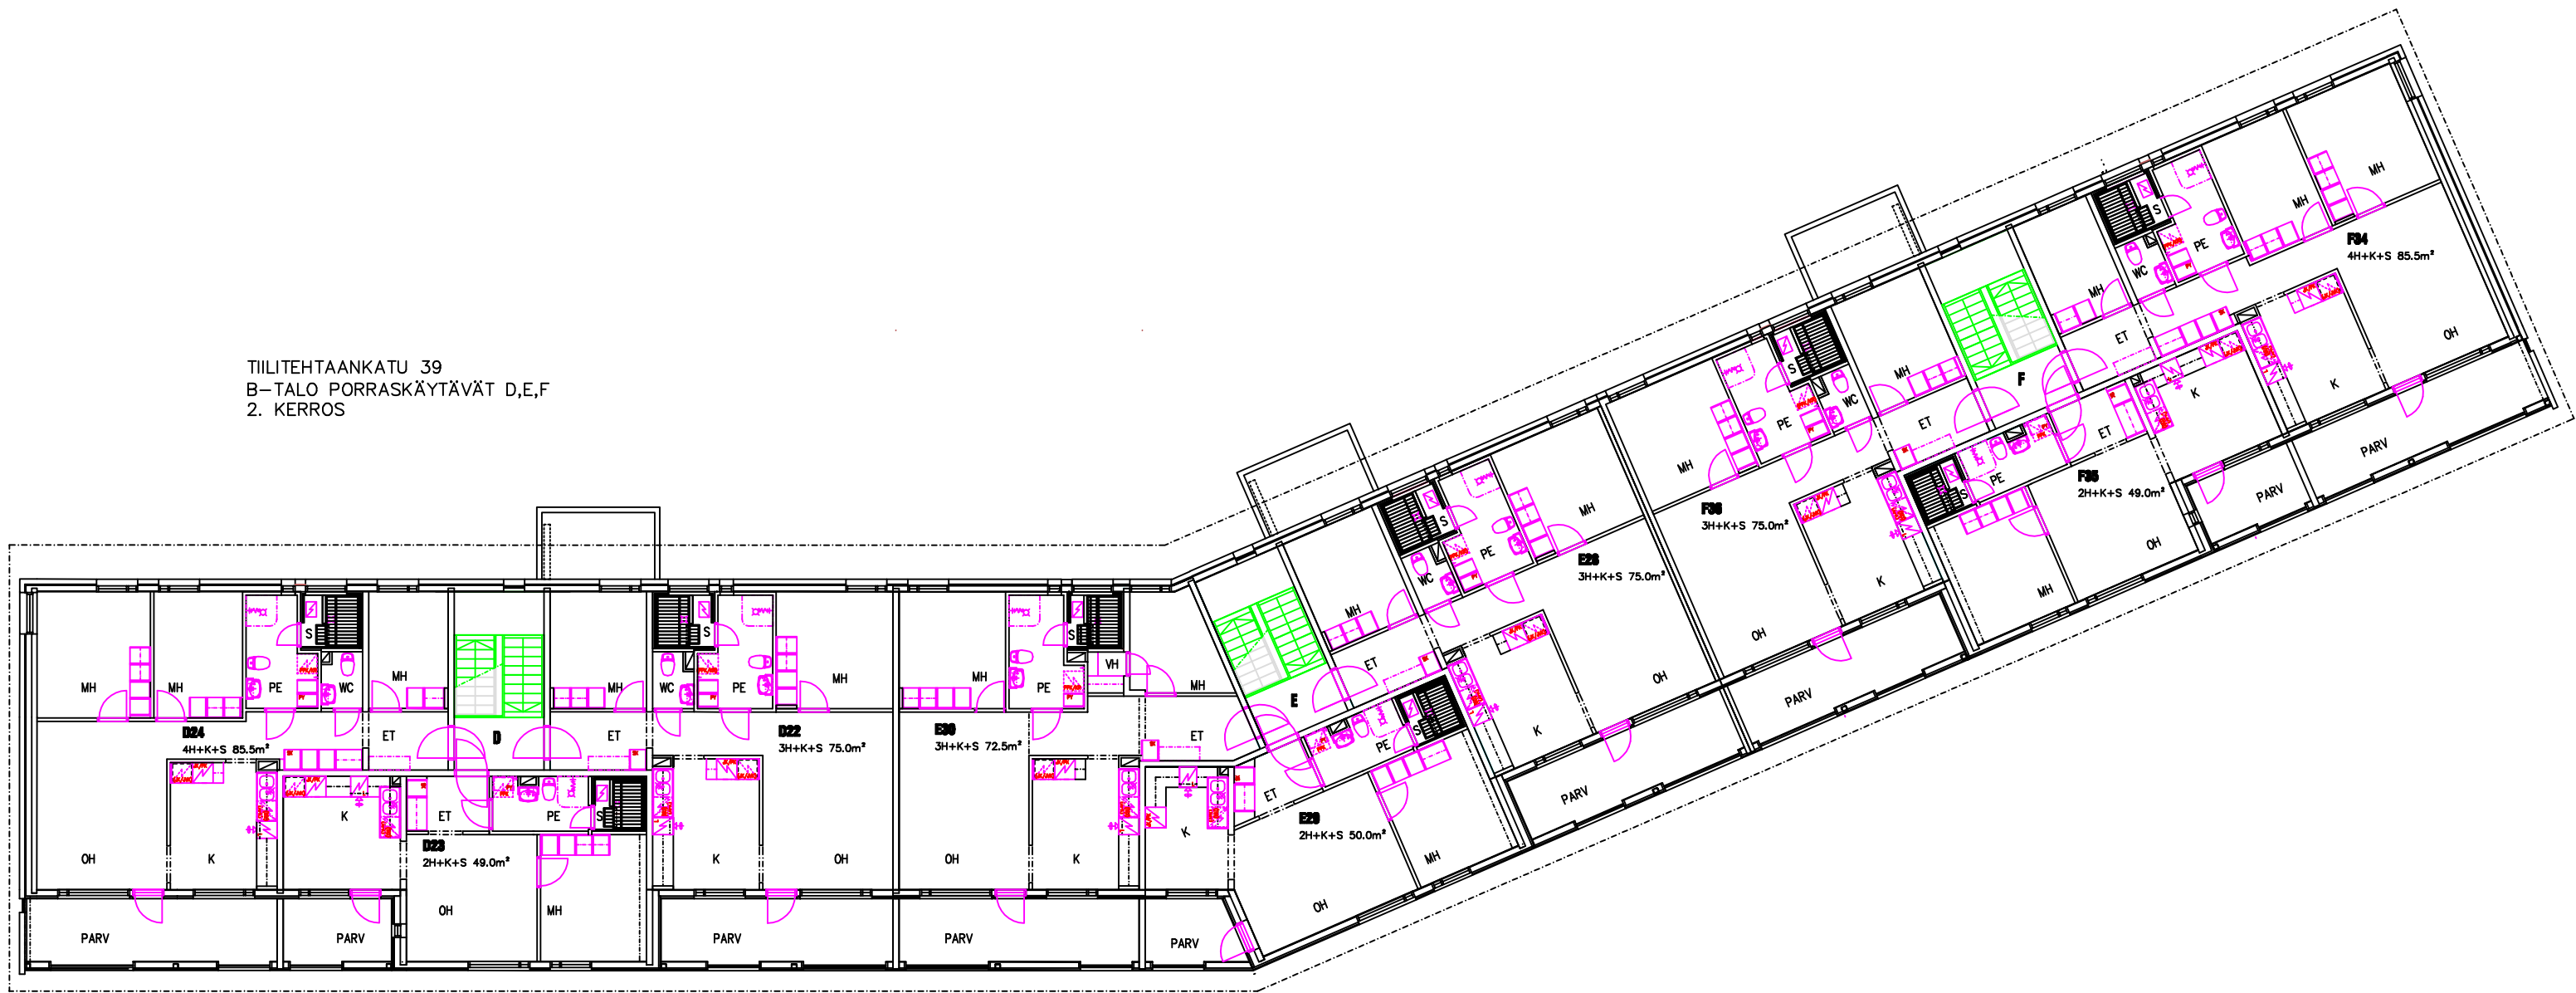 TIILITEHTAANKATU 39
B-TALO PORRASKÄYTÄVÄT D,E,F
2. KERROS
MH
MH
PE
S
WC
MH
D24
4H+K+S 85.5m²
ET
OH
K
PARV
D
K
ET
PE
S
D23
2H+K+S 49.0m²
OH
MH
PARV
MH
WC
S
PE
MH
ET
D22
3H+K+S 75.0m²
K
OH
PARV
MH
PE
S
VH
MH
E30
3H+K+S 72.5m²
ET
OH
K
PARV
E
K
ET
PE
S
E29
2H+K+S 50.0m²
OH
MH
PARV
MH
WC
S
PE
MH
ET
E28
3H+K+S 75.0m²
K
OH
PARV
MH
PE
S
WC
MH
F36
3H+K+S 75.0m²
ET
OH
K
PARV
F
K
ET
PE
S
F35
2H+K+S 49.0m²
OH
MH
PARV
MH
WC
S
PE
MH
MH
ET
F34
4H+K+S 85.5m²
K
OH
PARV